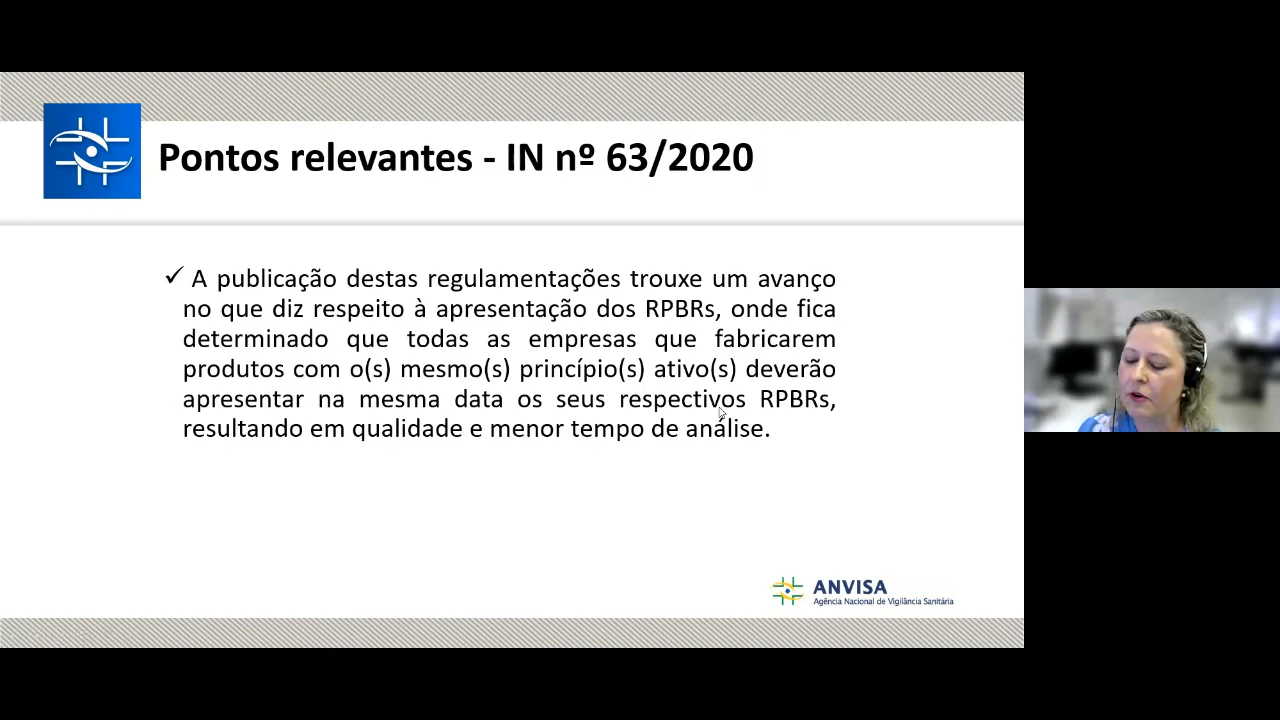 Pontos relevantes - IN nº 63/2020
✓ A publicação destas regulamentações trouxe um avanço
no que diz respeito à apresentação dos RPBRs, onde fica
determinado que todas as empresas que fabricarem
produtos com o(s) mesmo(s) princípio(s) ativo(s) deverão
apresentar na mesma data os seus respectivos RPBRs,
resultando em qualidade e menor tempo de análise.
ANVISA
Agência Nacional de Vigilância Sanitária